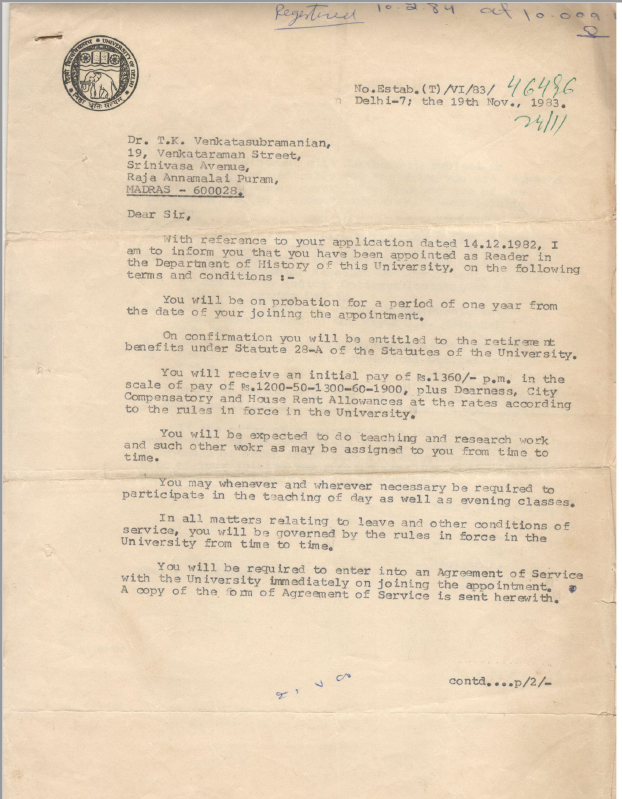 Registered 10.2.84 at 10.00
No.Estab.(T)/VI/83/ 46496
Delhi-7; the 19th Nov., 1983.
24/11
UNIVERSITY OF DELHI
Dr. T.K. Venkatasubramanian,
19, Venkataraman Street,
Srinivasa Avenue,
Raja Annamalai Puram,
MADRAS - 600028.
Dear Sir,
With reference to your application dated 14.12.1982, I
am to inform you that you have been appointed as Reader in
the Department of History of this University, on the following
terms and conditions :-
You will be on probation for a period of one year from
the date of your joining the appointment.
On confirmation you will be entitled to the retirement
benefits under Statute 28-A of the Statutes of the University.
You will receive an initial pay of Rs.1360/- p.m. in the
scale of pay of Rs.1200-50-1300-60-1900, plus Dearness, City
Compensatory and House Rent Allowances at the rates according
to the rules in force in the University.
You will be expected to do teaching and research work
and such other wokr as may be assigned to you from time to
time.
You may whenever and wherever necessary be required to
participate in the teaching of day as well as evening classes.
In all matters relating to leave and other conditions of
service, you will be governed by the rules in force in the
University from time to time.
You will be required to enter into an Agreement of Service
with the University immediately on joining the appointment.
A copy of the form of Agreement of Service is sent herewith.
contd....p/2/-